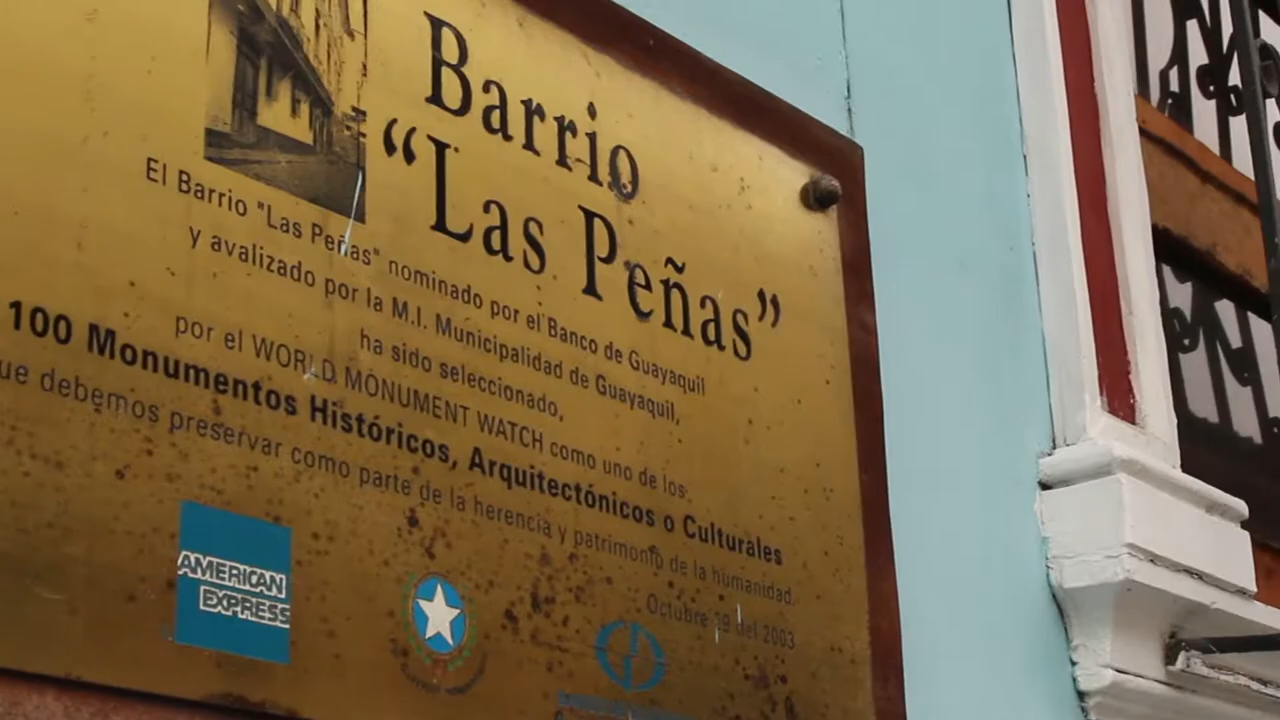 Barrio
“Las Peñas”
El Barrio "Las Peñas" nominado por el Banco de Guayaquil
y avalizado por la M.I. Municipalidad de Guayaquil,
ha sido seleccionado,
por el WORLD MONUMENT WATCH como uno de los
100 Monumentos Históricos, Arquitectónicos o Culturales
ue debemos preservar como parte de la herencia y patrimonio de la humanidad.
Octubre 19 del 2003
AMERICAN
EXPRESS